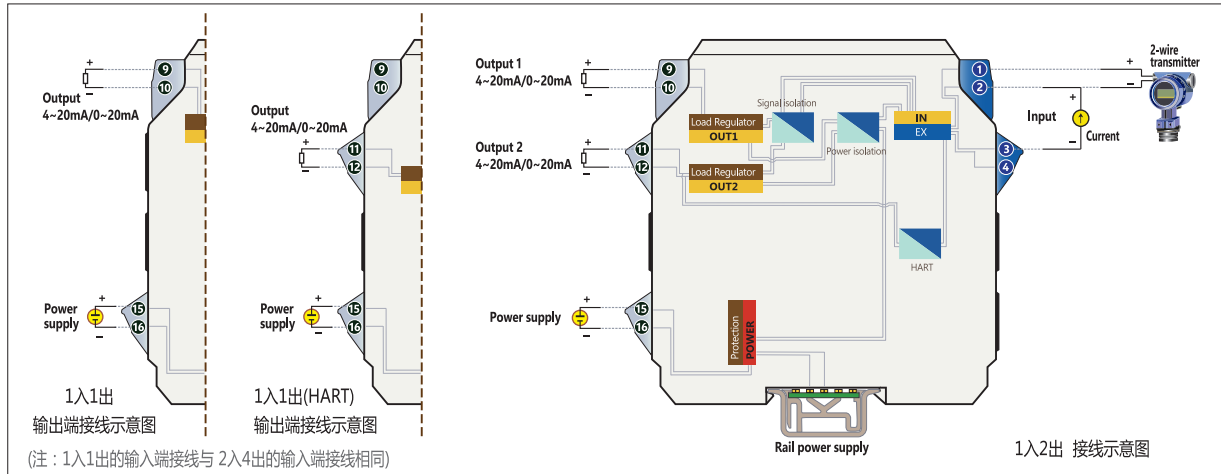 +
9
10
−
Output
4~20mA/0~20mA
+
Power
supply
−
15
16
1入1出
输出端接线示意图
9
10
Output
4~20mA/0~20mA
+
11
12
−
+
Power
supply
−
15
16
1入1出(HART)
输出端接线示意图
(注：1入1出的输入端接线与 2入4出的输入端接线相同)
Output 1
4~20mA/0~20mA
+
−
9
10
Output 2
4~20mA/0~20mA
+
−
11
12
Power supply
+
−
15
16
Signal isolation
Load Regulator
OUT1
Power isolation
IN
EX
Load Regulator
OUT2
HART
Protection
POWER
Rail power supply
1
2
3
4
+
−
2-wire
transmitter
+
Input
Current
−
1入2出 接线示意图